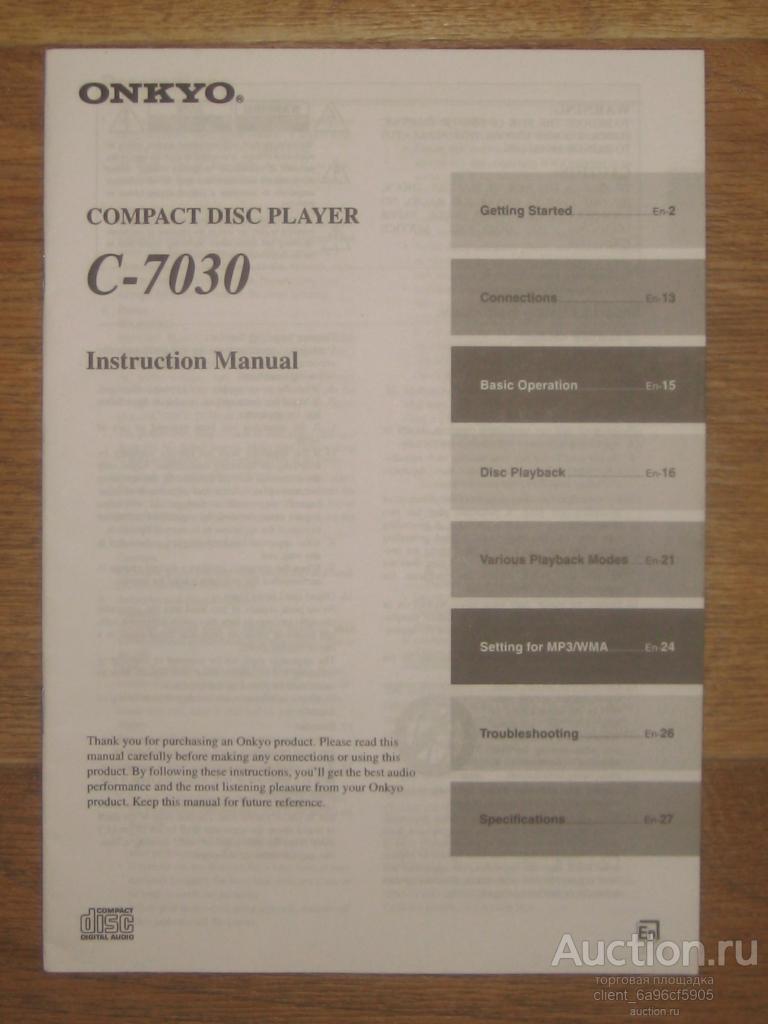 ONKYO®
COMPACT DISC PLAYER
C-7030
Instruction Manual
Getting Started En-2
Connections En-13
Basic Operation En-15
Disc Playback En-16
Various Playback Modes En-21
Setting for MP3/WMA En-24
Troubleshooting En-26
Specifications En-27
Thank you for purchasing an Onkyo product. Please read this
manual carefully before making any connections or using this
product. By following these instructions, you'll get the best audio
performance and the most listening pleasure from your Onkyo
product. Keep this manual for future reference.
COMPACT
disc
DIGITAL AUDIO
En
Auction.ru
торговая площадка
client_6a96cf5905
auction.ru